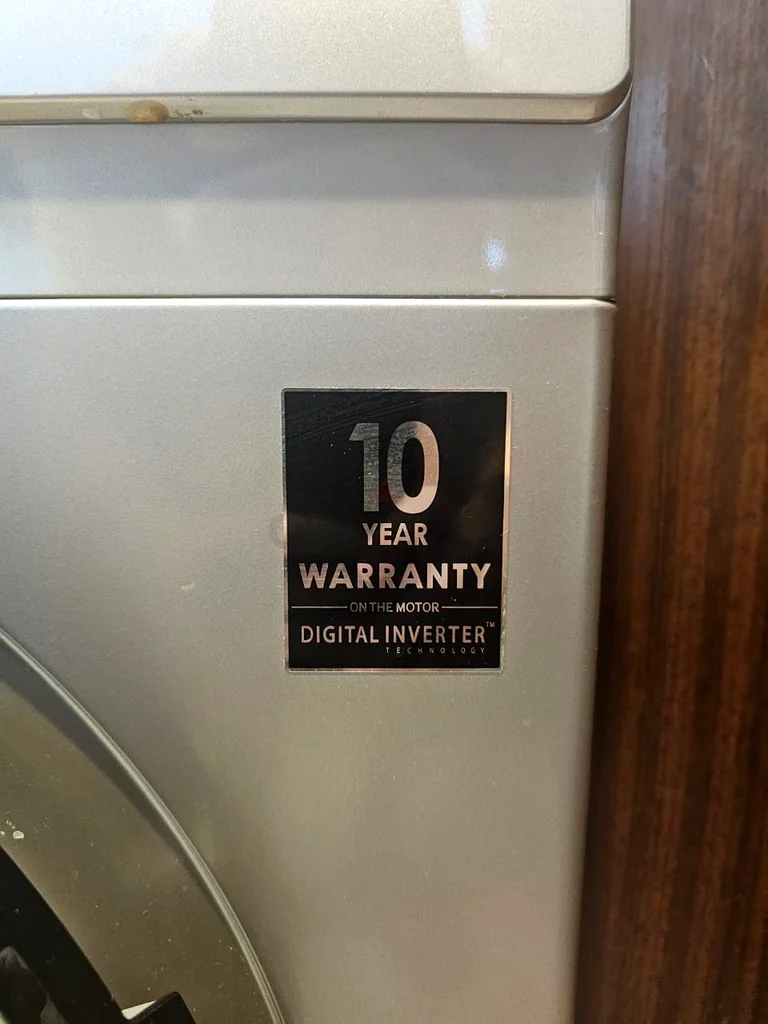 10
YEAR
WARRANTY
ON THE MOTOR
DIGITAL INVERTER™
TECHNOLOGY